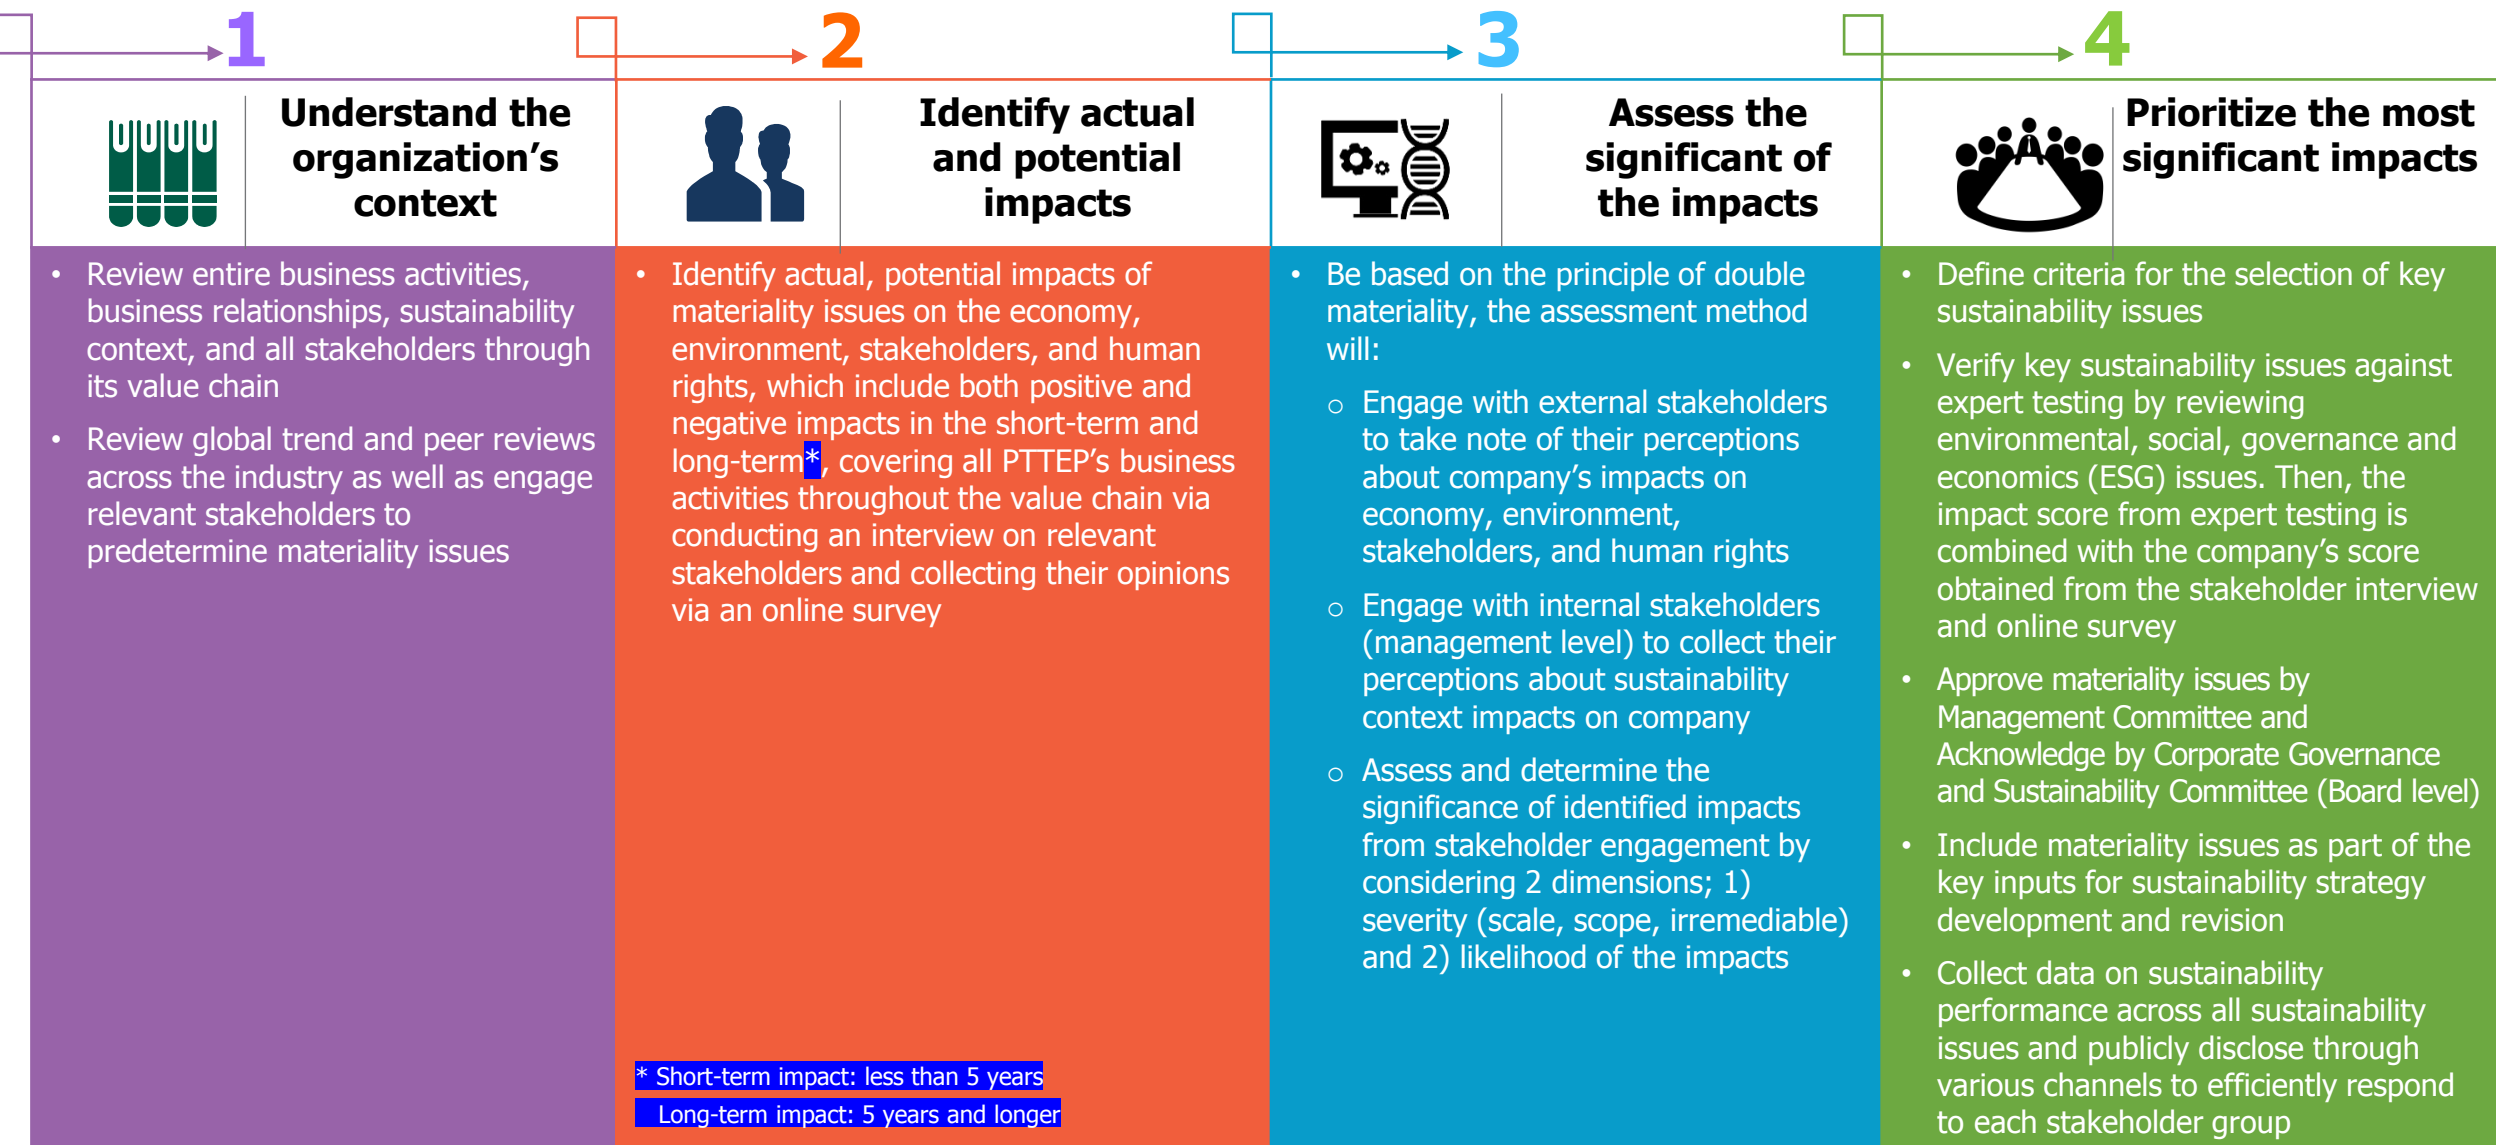 1
Understand the
organization’s
context
• Review entire business activities,
business relationships, sustainability
context, and all stakeholders through
its value chain
• Review global trend and peer reviews
across the industry as well as engage
relevant stakeholders to
predetermine materiality issues
2
Identify actual
and potential
impacts
• Identify actual, potential impacts of
materiality issues on the economy,
environment, stakeholders, and human
rights, which include both positive and
negative impacts in the short-term and
long-term*, covering all PTTEP’s business
activities throughout the value chain via
conducting an interview on relevant
stakeholders and collecting their opinions
via an online survey
* Short-term impact: less than 5 years
Long-term impact: 5 years and longer
3
Assess the
significant of
the impacts
• Be based on the principle of double
materiality, the assessment method
will:
o Engage with external stakeholders
to take note of their perceptions
about company’s impacts on
economy, environment,
stakeholders, and human rights
o Engage with internal stakeholders
(management level) to collect their
perceptions about sustainability
context impacts on company
o Assess and determine the
significance of identified impacts
from stakeholder engagement by
considering 2 dimensions; 1)
severity (scale, scope, irremediable)
and 2) likelihood of the impacts
4
Prioritize the most
significant impacts
• Define criteria for the selection of key
sustainability issues
• Verify key sustainability issues against
expert testing by reviewing
environmental, social, governance and
economics (ESG) issues. Then, the
impact score from expert testing is
combined with the company’s score
obtained from the stakeholder interview
and online survey
• Approve materiality issues by
Management Committee and
Acknowledge by Corporate Governance
and Sustainability Committee (Board level)
• Include materiality issues as part of the
key inputs for sustainability strategy
development and revision
• Collect data on sustainability
performance across all sustainability
issues and publicly disclose through
various channels to efficiently respond
to each stakeholder group